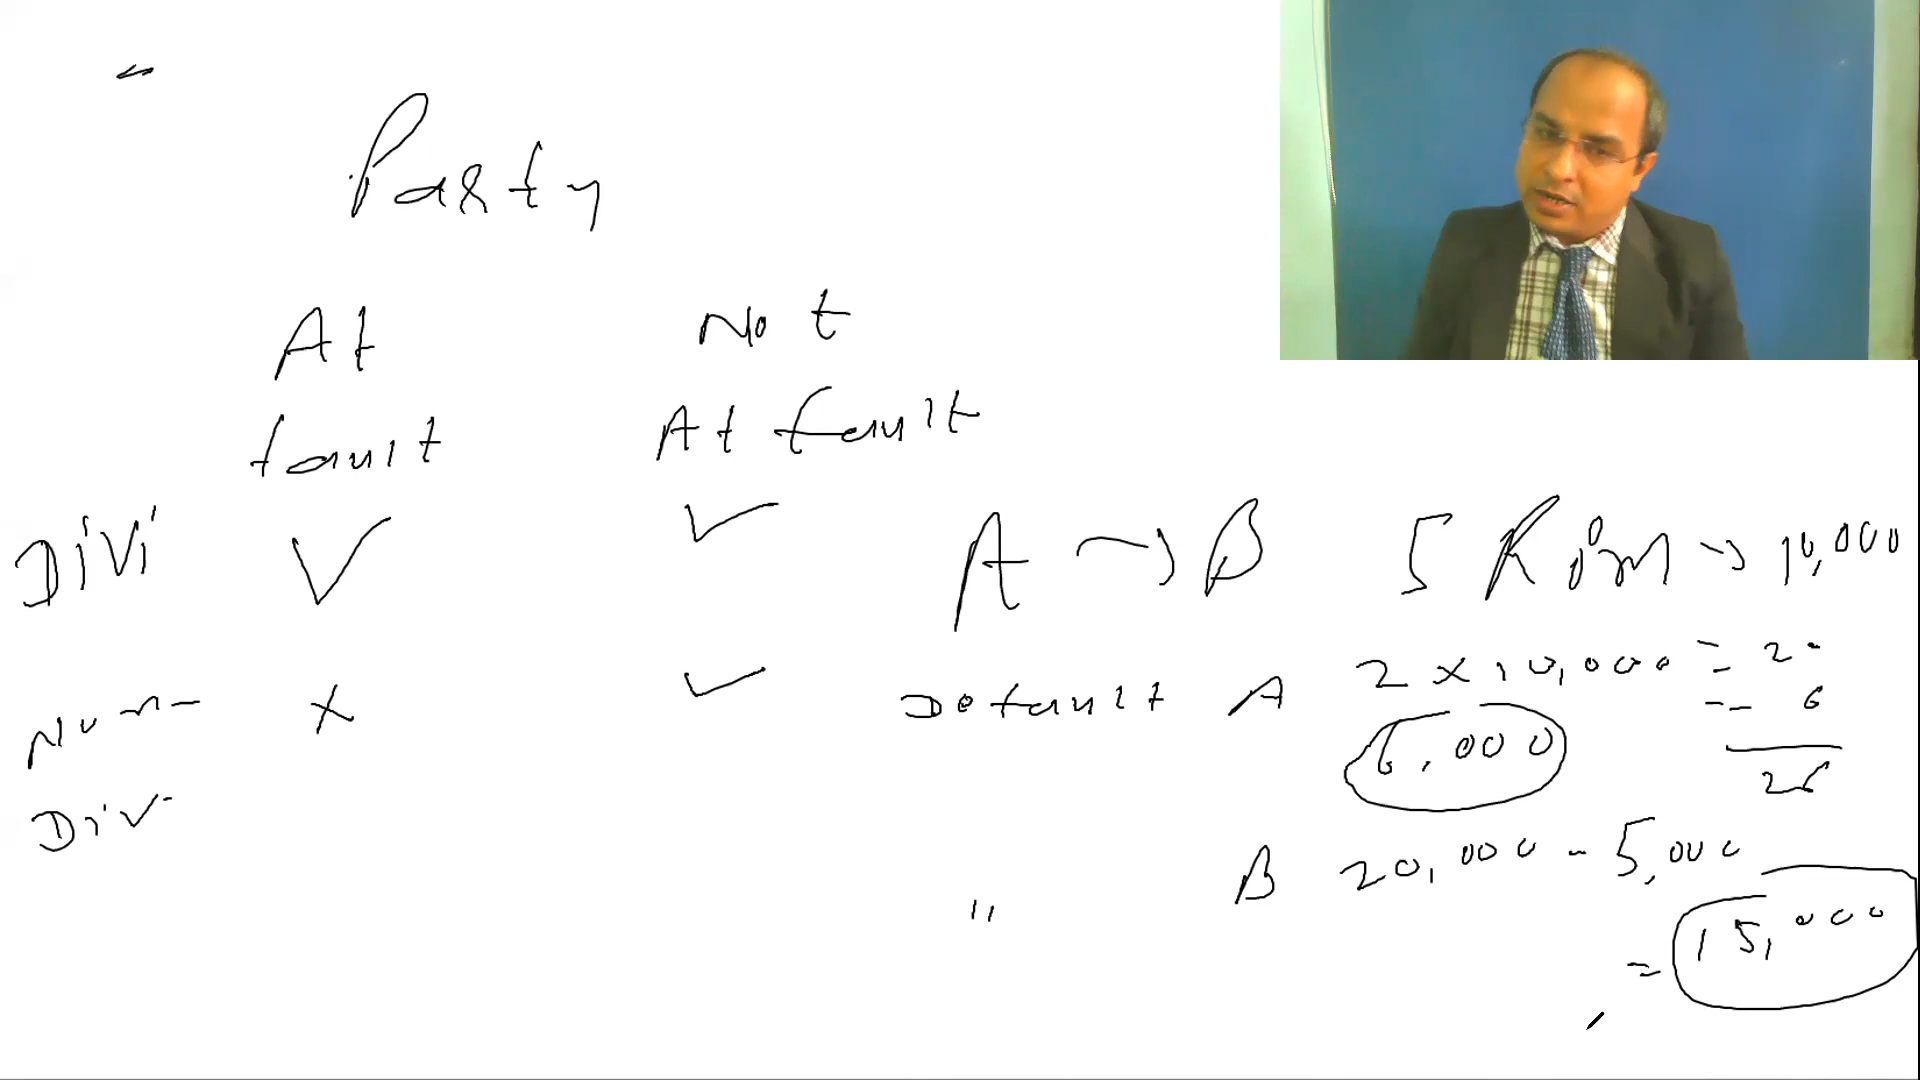 Party
At Not
fault At fault
Divi ✓ ✓ A → B 5 Room → 10,000
Non- × ✓ Default A 2 × 10,000 = 20
Div - 6
6,000 26
B 20,000 - 5,000
"
= 15,000